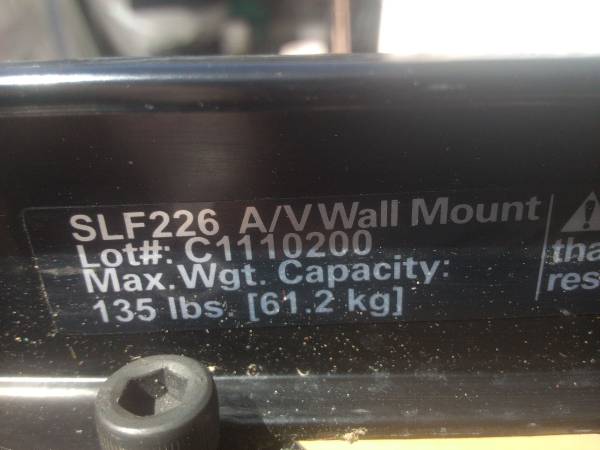 SLF226 A/V Wall Mount
Lot#: C1110200
Max. Wgt. Capacity:
135 lbs [61.2 kg]